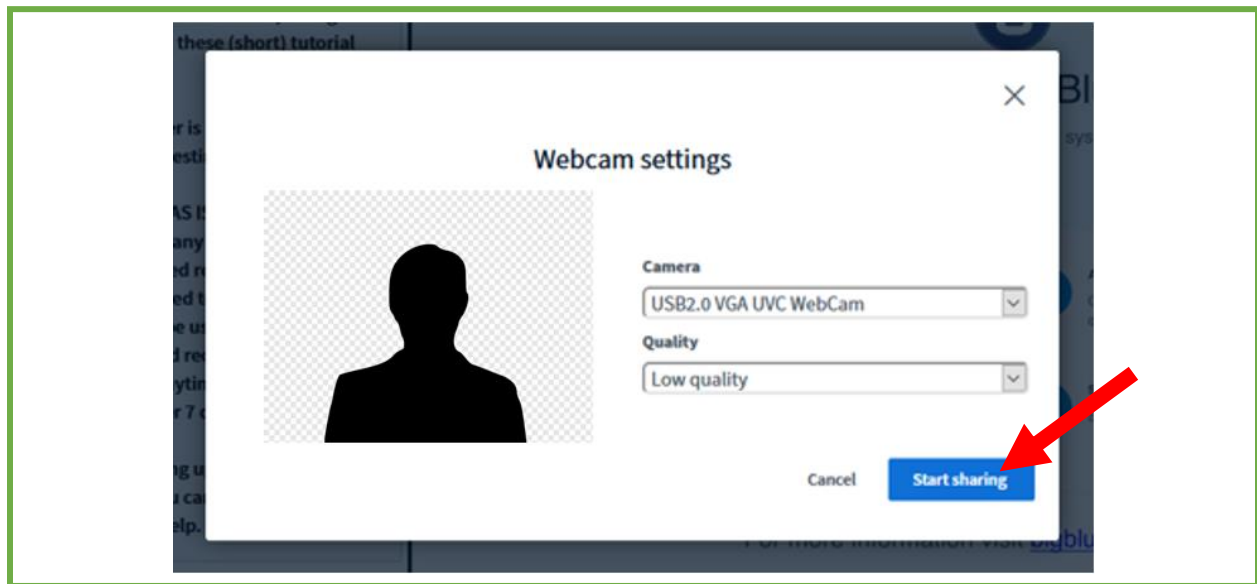 these (short) tutorial
Webcam settings
Camera
USB2.0 VGA UVC WebCam
Quality
Low quality
Cancel
Start sharing
For more information visit